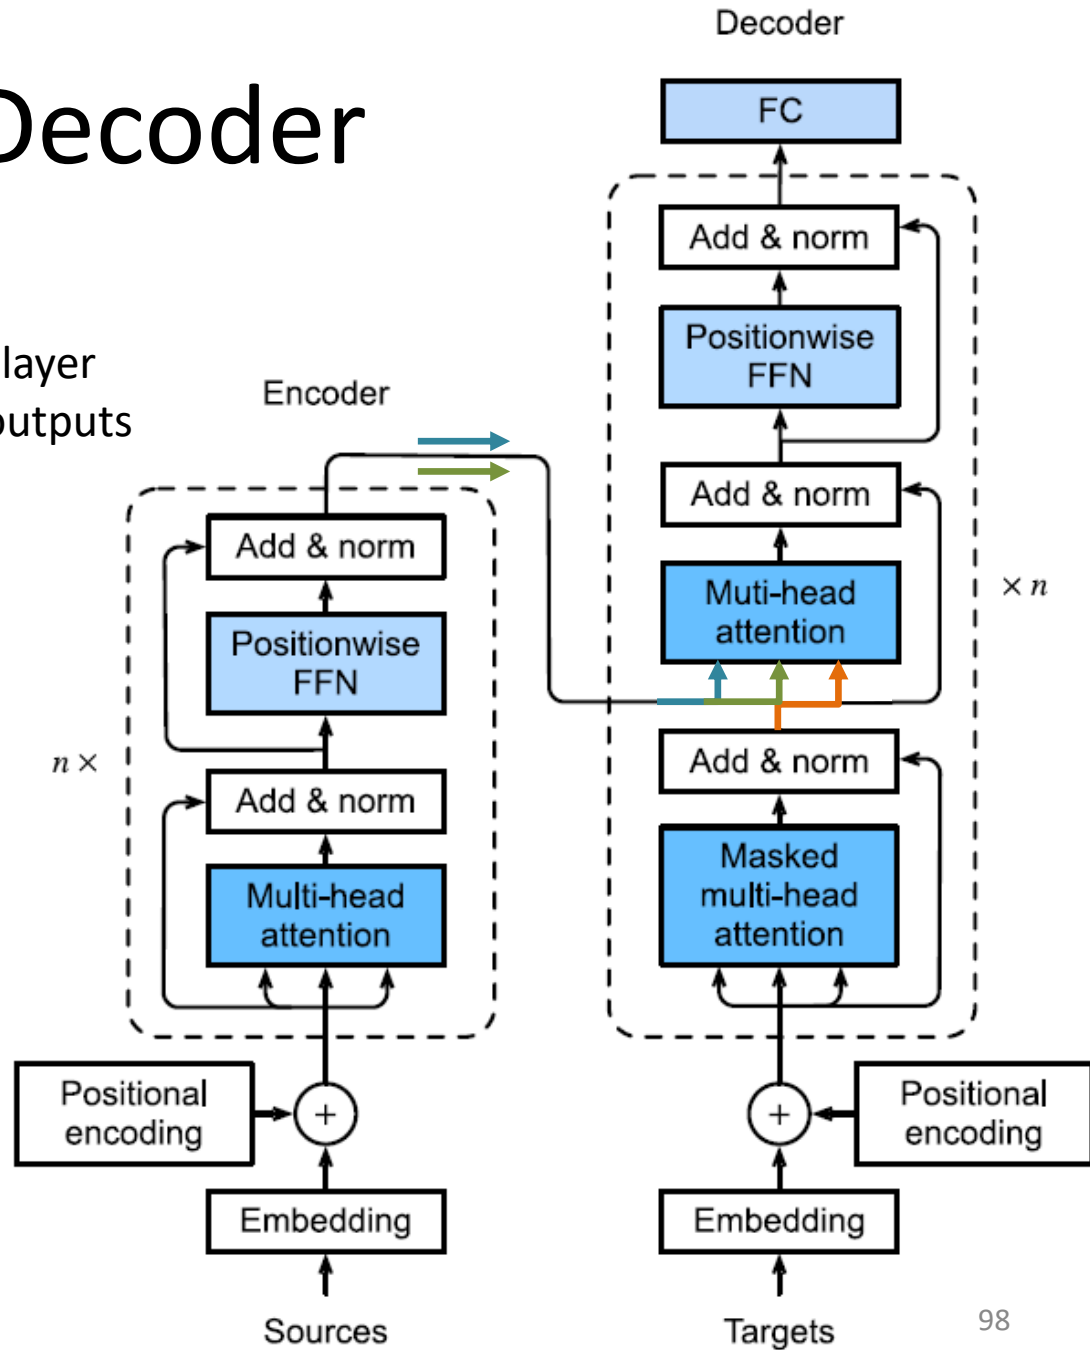 Decoder
Decoder
FC
Add & norm
Positionwise
FFN
Add & norm
Muti-head
attention
× n
Add & norm
Masked
multi-head
attention
Positional
encoding
+
Embedding
Targets
layer
outputs
Encoder
Add & norm
Positionwise
FFN
n ×
Add & norm
Multi-head
attention
Positional
encoding
+
Embedding
Sources
98